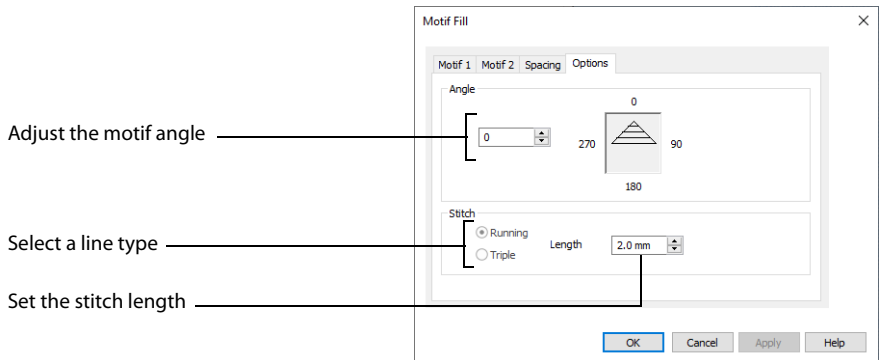 Motif Fill
Motif 1 Motif 2 Spacing Options
Angle
0
Adjust the motif angle
0
270
90
180
Stitch
Running
Select a line type
Length
2.0 mm
Triple
Set the stitch length
OK Cancel Apply Help